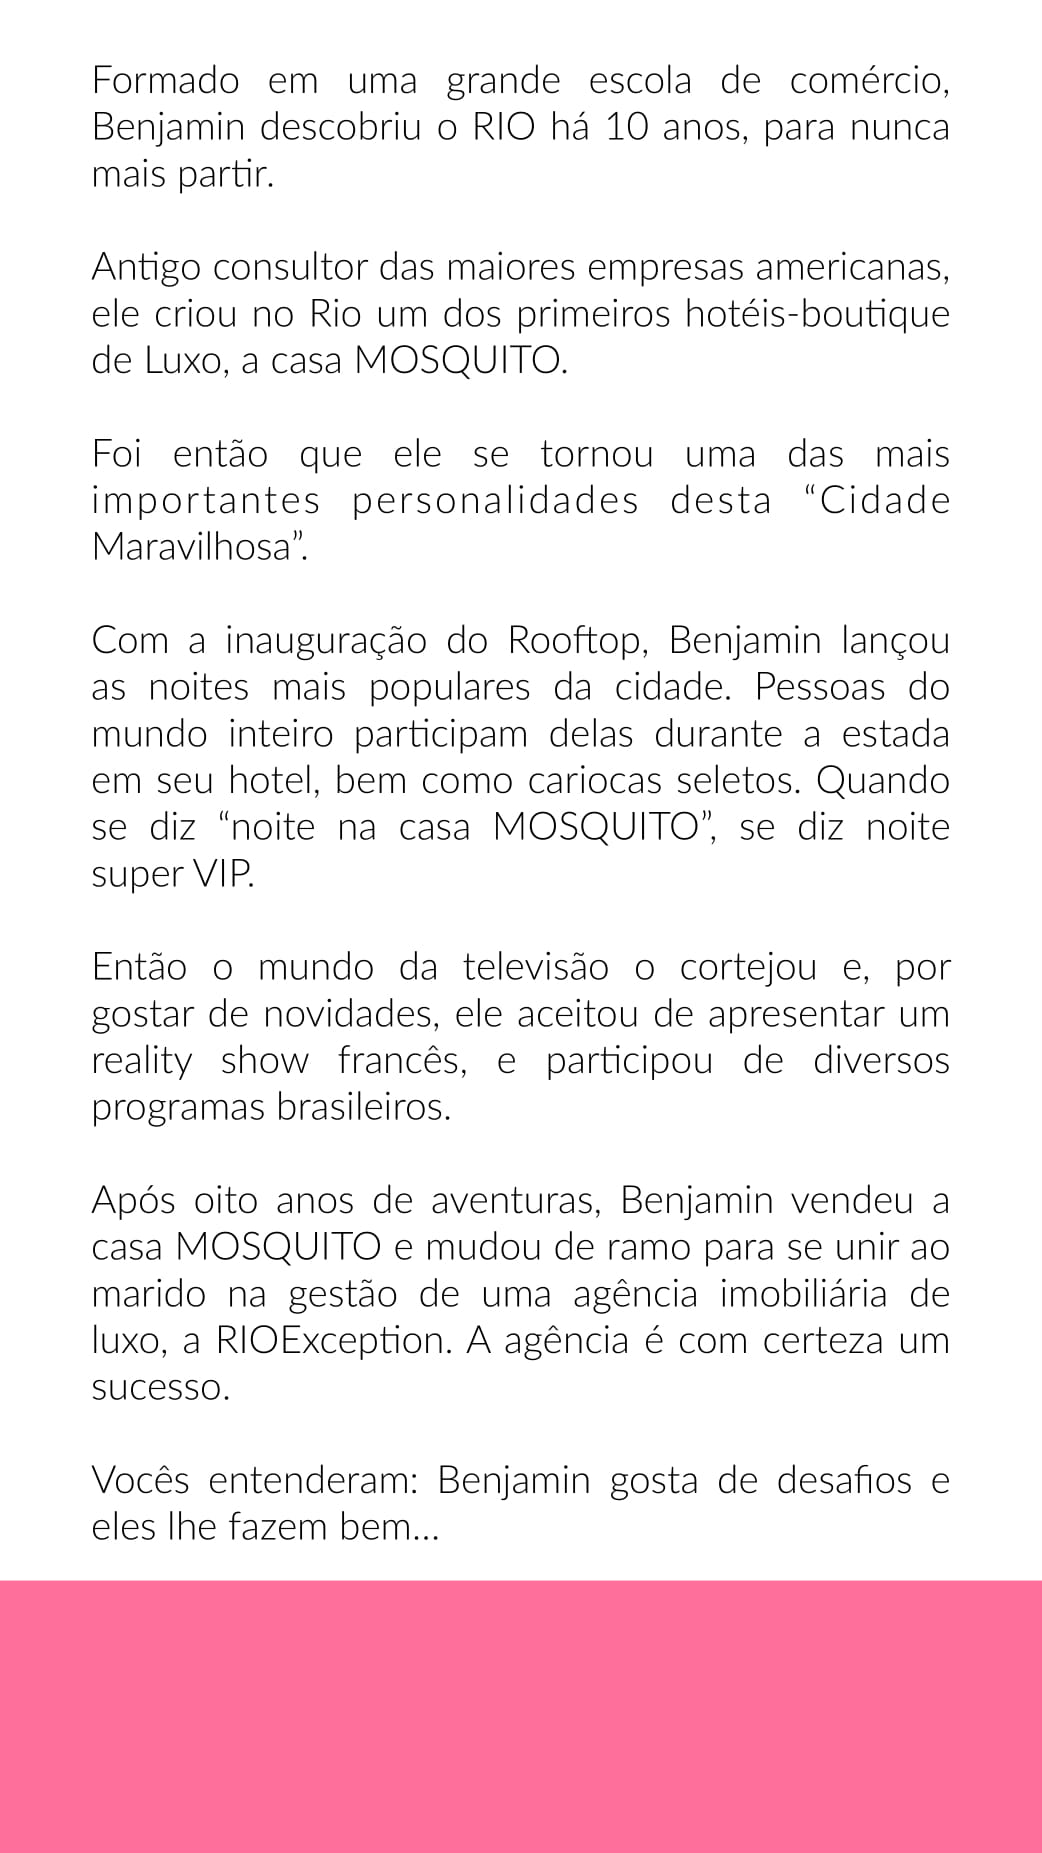 Formado em uma grande escola de comércio,
Benjamin descobriu o RIO há 10 anos, para nunca
mais partir.
Antigo consultor das maiores empresas americanas,
ele criou no Rio um dos primeiros hotéis-boutique
de Luxo, a casa MOSQUITO.
Foi então que ele se tornou uma das mais
importantes personalidades desta “Cidade
Maravilhosa”.
Com a inauguração do Rooftop, Benjamin lançou
as noites mais populares da cidade. Pessoas do
mundo inteiro participam delas durante a estada
em seu hotel, bem como cariocas seletos. Quando
se diz “noite na casa MOSQUITO”, se diz noite
super VIP.
Então o mundo da televisão o cortejou e, por
gostar de novidades, ele aceitou de apresentar um
reality show francês, e participou de diversos
programas brasileiros.
Após oito anos de aventuras, Benjamin vendeu a
casa MOSQUITO e mudou de ramo para se unir ao
marido na gestão de uma agência imobiliária de
luxo, a RIOException. A agência é com certeza um
sucesso.
Vocês entenderam: Benjamin gosta de desafios e
eles lhe fazem bem...